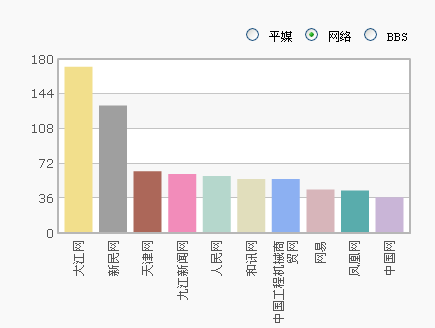 平媒 网络 BBS
180
144
108
72
36
0
大江网
新民网
天津网
九江新闻网
人民网
和讯网
中国工程机械商
贸网
网易
凤凰网
中国网